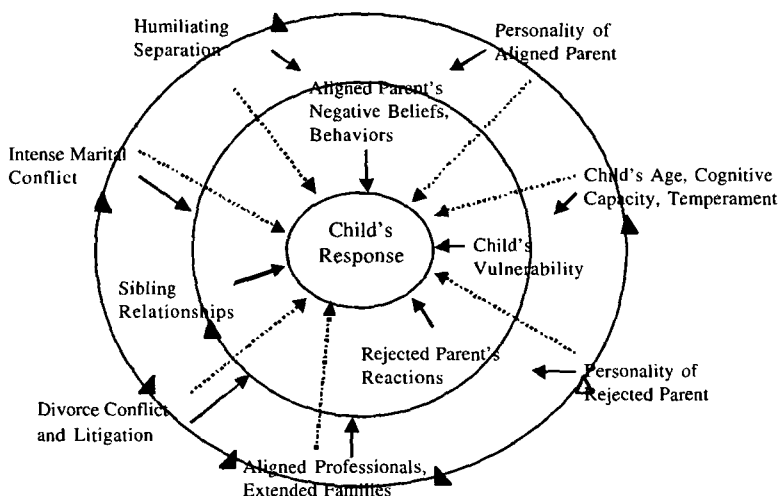 Humiliating
Separation
Personality of
Aligned Parent
Aligned Parent's
Negative Beliefs,
Behaviors
Intense Marital
Conflict
Child's Age, Cognitive
Capacity, Temperament
Child's
Response
Child's
Vulnerability
Sibling
Relationships
Rejected Parent's
Reactions
Personality of
Rejected Parent
Divorce Conflict
and Litigation
Aligned Professionals,
Extended Families